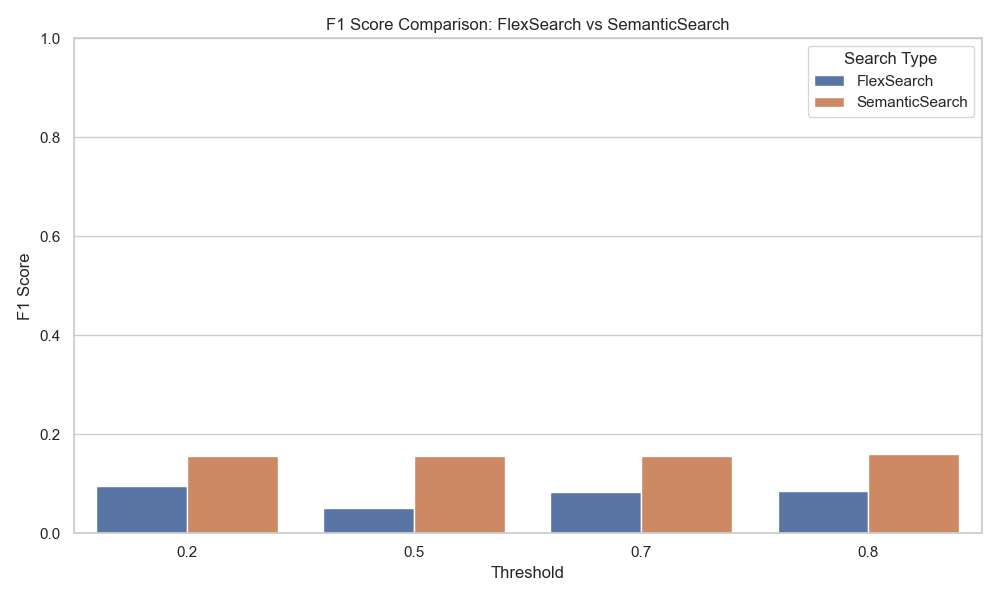 F1 Score Comparison: FlexSearch vs SemanticSearch
Search Type
FlexSearch
SemanticSearch
F1 Score
1.0
0.8
0.6
0.4
0.2
0.0
0.2
0.5
0.7
0.8
Threshold